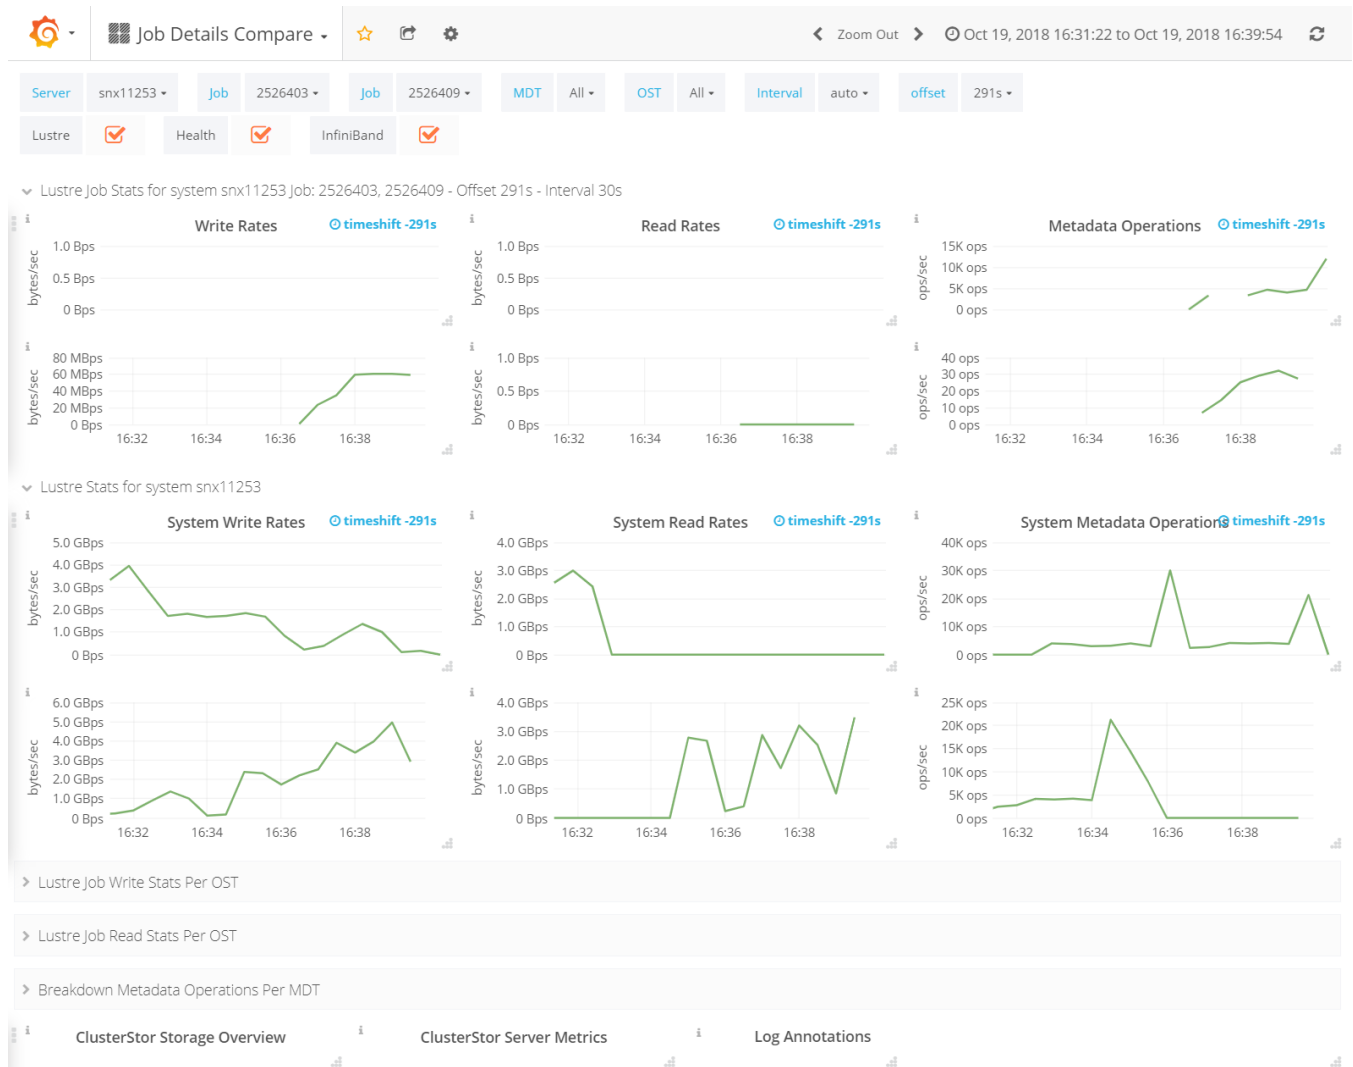 Job Details Compare
Zoom Out
Oct 19, 2018 16:31:22 to Oct 19, 2018 16:39:54
Server snx11253 Job 2526403 Job 2526409 MDT All OST All Interval auto offset 291s
Lustre Health InfiniBand
Lustre Job Stats for system snx11253 Job: 2526403, 2526409 - Offset 291s - Interval 30s
Write Rates
timeshift -291s
bytes/sec
1.0 Bps
0.5 Bps
0 Bps
Read Rates
timeshift -291s
bytes/sec
1.0 Bps
0.5 Bps
0 Bps
Metadata Operations
timeshift -291s
ops/sec
15K ops
10K ops
5K ops
0 ops
bytes/sec
80 MBps
60 MBps
40 MBps
20 MBps
0 Bps
16:32 16:34 16:36 16:38
bytes/sec
1.0 Bps
0.5 Bps
0 Bps
16:32 16:34 16:36 16:38
ops/sec
40 ops
30 ops
20 ops
10 ops
0 ops
16:32 16:34 16:36 16:38
Lustre Stats for system snx11253
System Write Rates
timeshift -291s
bytes/sec
5.0 GBps
4.0 GBps
3.0 GBps
2.0 GBps
1.0 GBps
0 Bps
System Read Rates
timeshift -291s
bytes/sec
4.0 GBps
3.0 GBps
2.0 GBps
1.0 GBps
0 Bps
System Metadata Operations
timeshift -291s
ops/sec
40K ops
30K ops
20K ops
10K ops
0 ops
bytes/sec
6.0 GBps
5.0 GBps
4.0 GBps
3.0 GBps
2.0 GBps
1.0 GBps
0 Bps
16:32 16:34 16:36 16:38
bytes/sec
4.0 GBps
3.0 GBps
2.0 GBps
1.0 GBps
0 Bps
16:32 16:34 16:36 16:38
ops/sec
25K ops
20K ops
15K ops
10K ops
5K ops
0 ops
16:32 16:34 16:36 16:38
Lustre Job Write Stats Per OST
Lustre Job Read Stats Per OST
Breakdown Metadata Operations Per MDT
ClusterStor Storage Overview
ClusterStor Server Metrics
Log Annotations